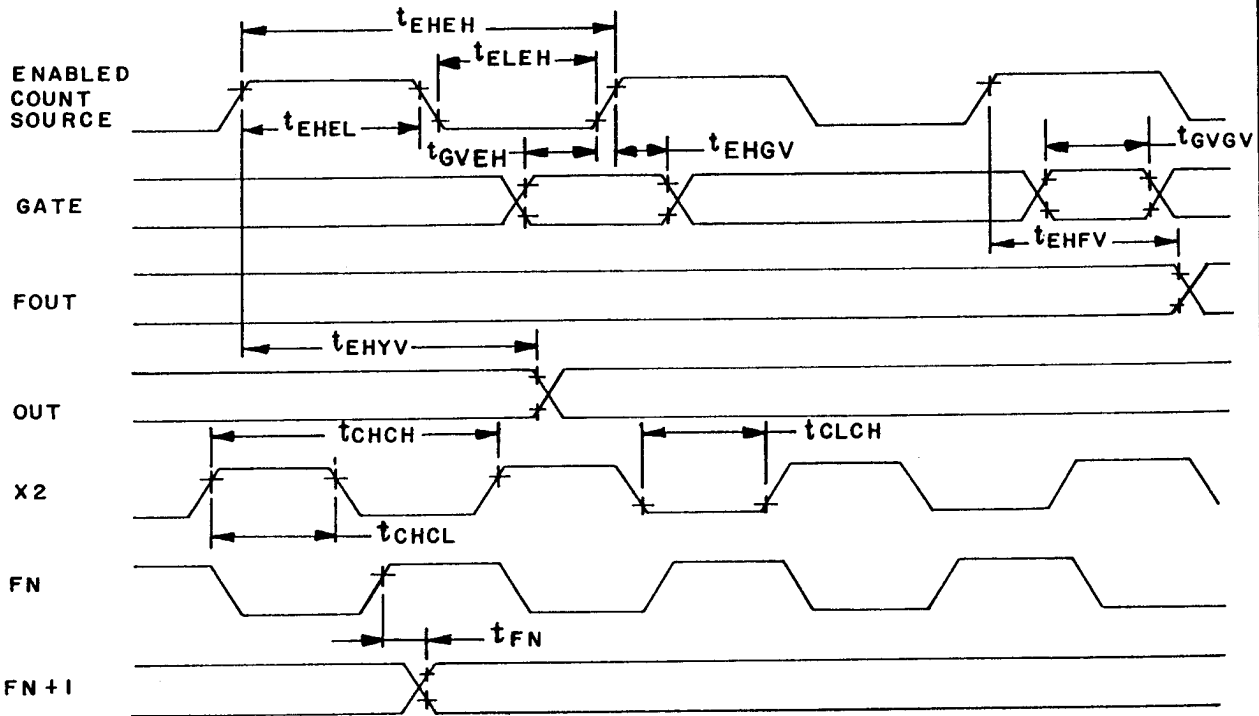 tEHEH
tELEH
ENABLED
COUNT
SOURCE
tEHEL
tGVEH
tEHGV
tGVGV
GATE
tEHFV
FOUT
tEHYV
OUT
tCHCH
tCLCH
X2
tCHCL
FN
tFN
FN+1